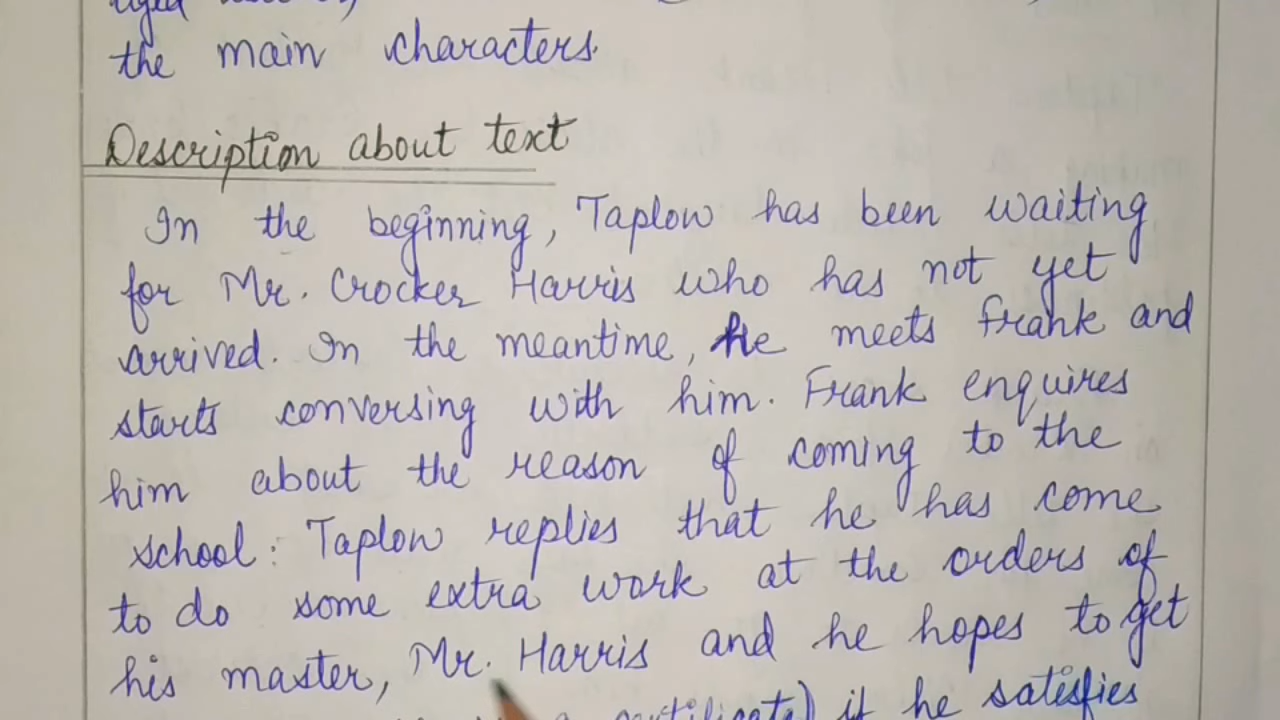 the main characters.
Description about text
In the beginning, Taplow has been waiting
for Mr. Crocker Harris who has not yet
arrived. In the meantime, he meets Frank and
starts conversing with him. Frank enquires
him about the reason of coming to the
school. Taplow replies that he has come
to do some extra work at the orders of
his master, Mr. Harris and he hopes to get
certificate) if he satisfies